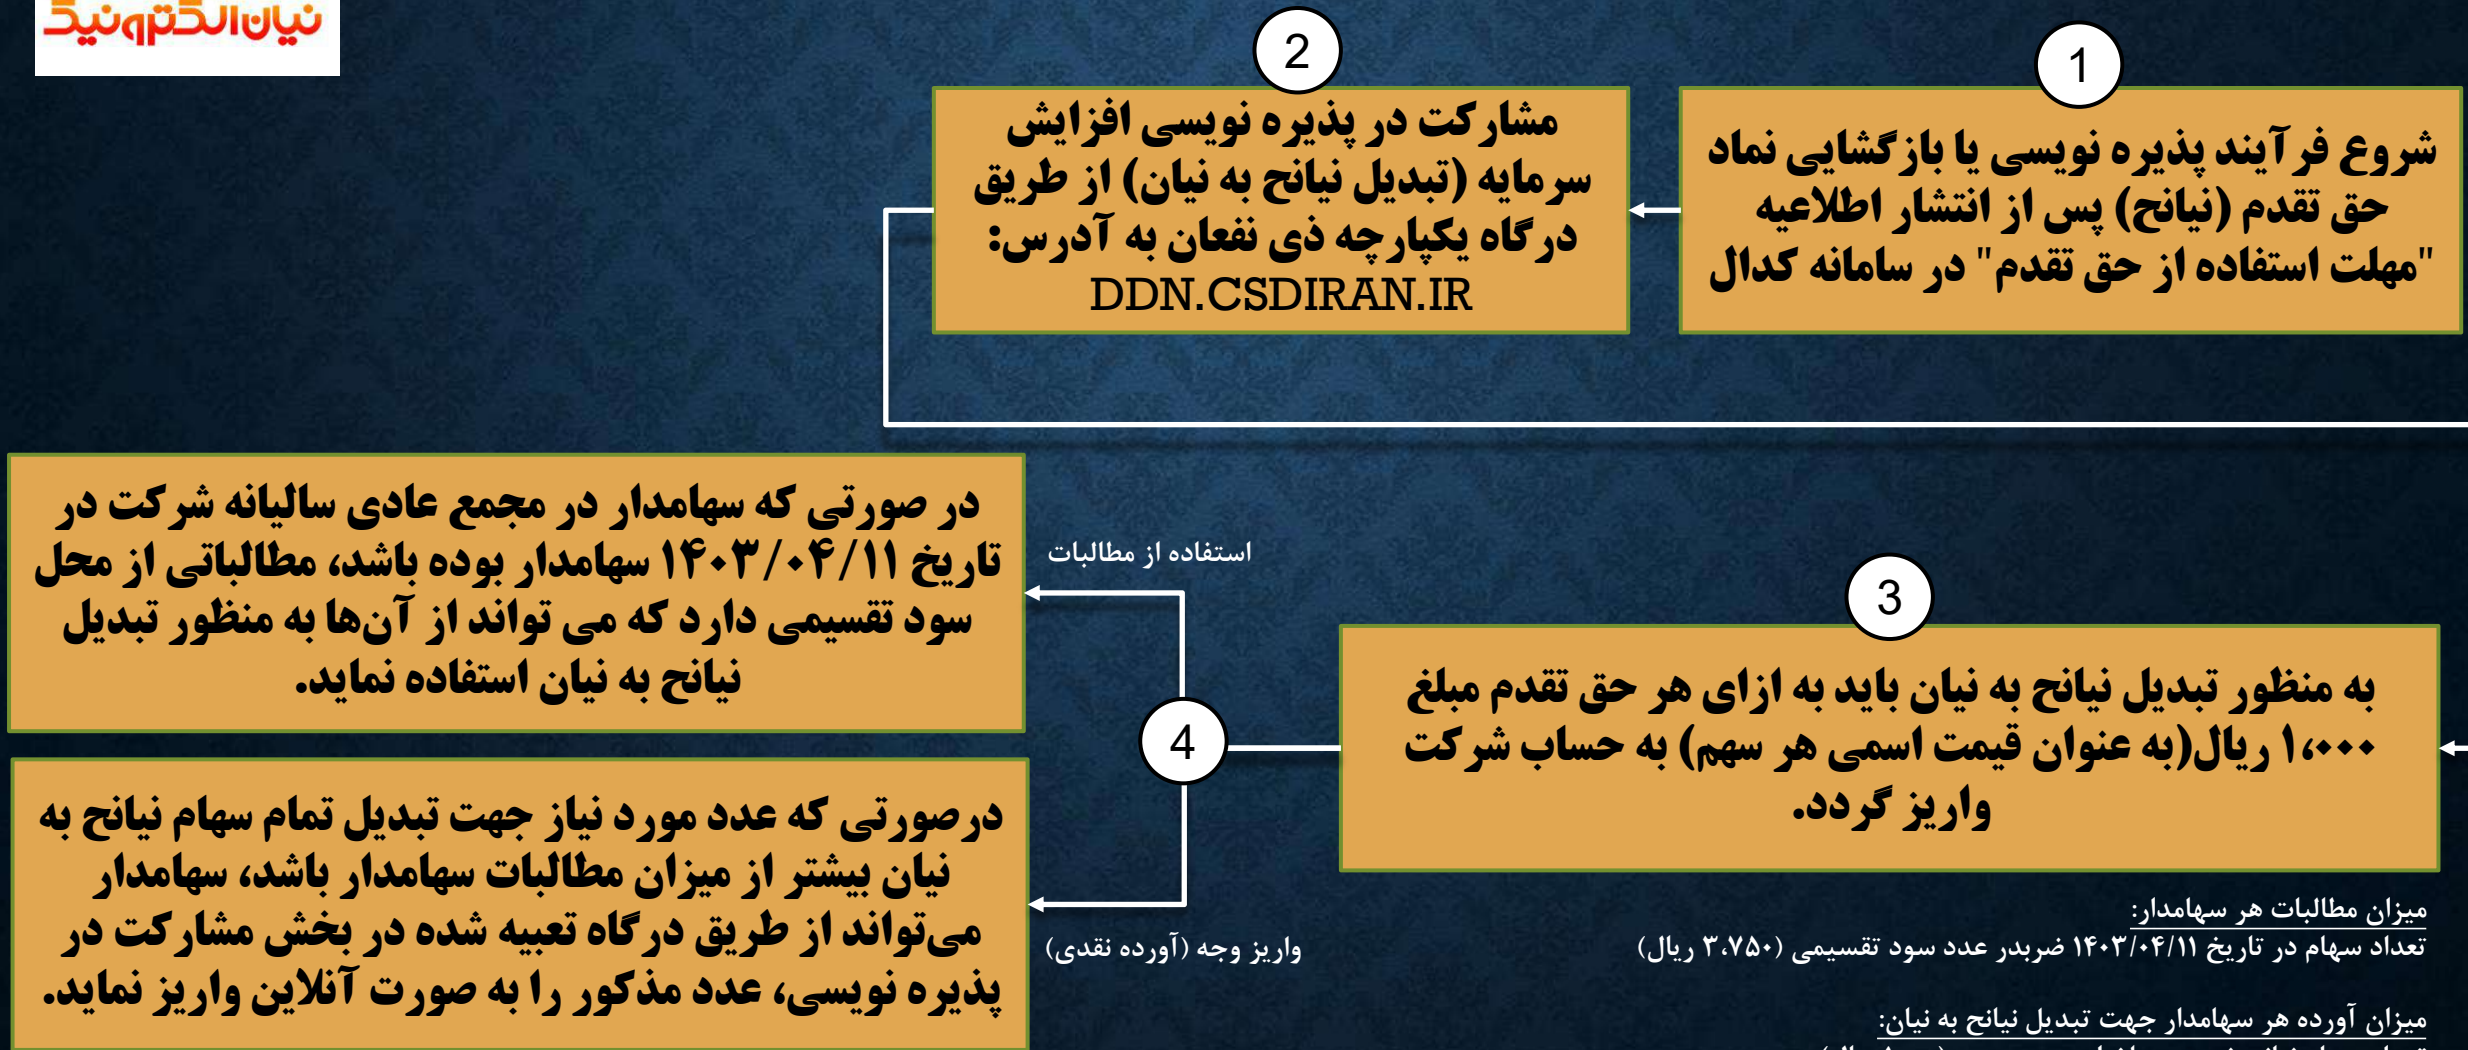 نیان الکترونیک
1
شروع فرآیند پذیره نویسی یا بازگشایی نماد
حق تقدم (نیانح) پس از انتشار اطلاعیه
"مهلت استفاده از حق تقدم" در سامانه کدال
2
مشارکت در پذیره نویسی افزایش
سرمایه (تبدیل نیانح به نیان) از طریق
درگاه یکپارچه ذی نفعان به آدرس:
DDN.CSDIRAN.IR
3
به منظور تبدیل نیانح به نیان باید به ازای هر حق تقدم مبلغ
۱،۰۰۰ ریال(به عنوان قیمت اسمی هر سهم) به حساب شرکت
واریز گردد.
4
استفاده از مطالبات
در صورتی که سهامدار در مجمع عادی سالیانه شرکت در
تاریخ ۱۴۰۳/۰۴/۱۱ سهامدار بوده باشد، مطالباتی از محل
سود تقسیمی دارد که می تواند از آن‌ها به منظور تبدیل
نیانح به نیان استفاده نماید.
واریز وجه (آورده نقدی)
درصورتی که عدد مورد نیاز جهت تبدیل تمام سهام نیانح به
نیان بیشتر از میزان مطالبات سهامدار باشد، سهامدار
می‌تواند از طریق درگاه تعبیه شده در بخش مشارکت در
پذیره نویسی، عدد مذکور را به صورت آنلاین واریز نماید.
میزان مطالبات هر سهامدار:
تعداد سهام در تاریخ ۱۴۰۳/۰۴/۱۱ ضربدر عدد سود تقسیمی (۳،۷۵۰ ریال)
میزان آورده هر سهامدار جهت تبدیل نیانح به نیان: